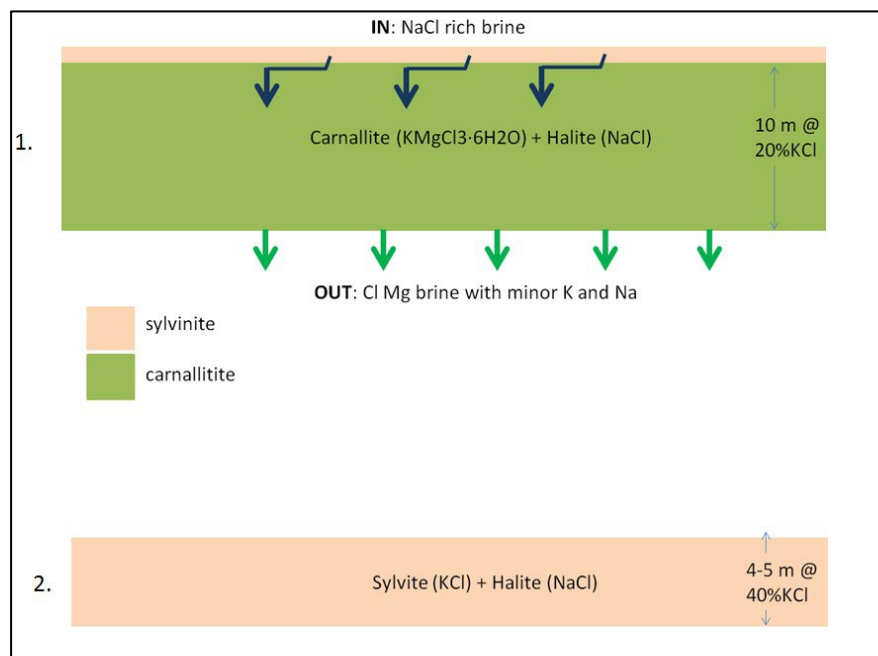 IN: NaCl rich brine
1.
Carnallite (KMgCl3·6H2O) + Halite (NaCl)
10 m @
20%KCl
OUT: Cl Mg brine with minor K and Na
sylvinite
carnallitite
2.
Sylvite (KCl) + Halite (NaCl)
4-5 m @
40%KCl